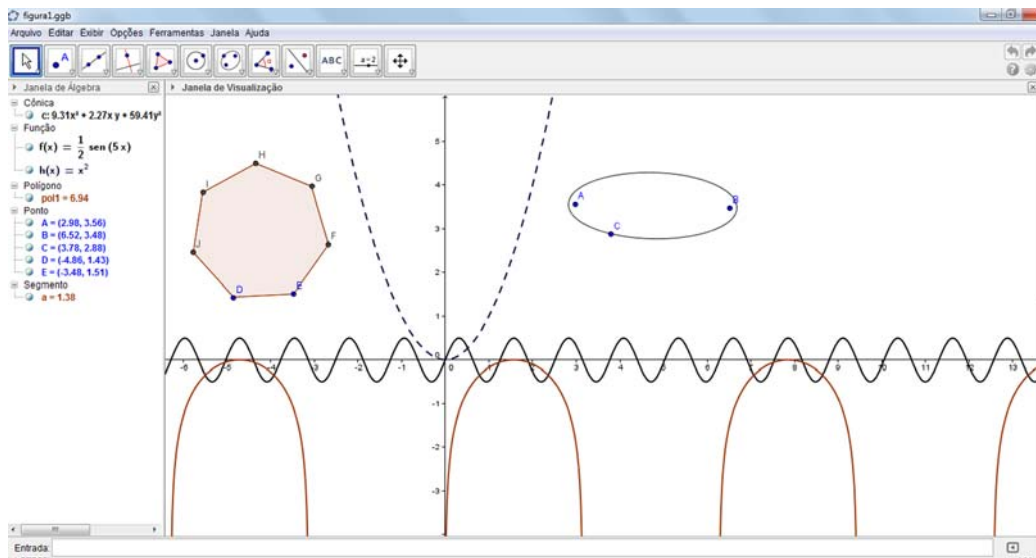 figura1.ggb
Arquivo Editar Exibir Opções Ferramentas Janela Ajuda
A
α
ABC
a=2
Janela de Álgebra
Janela de Visualização
Cônica
c: 9.31x² + 2.27x y + 59.41y²
Função
f(x) = 1/2 sen (5 x)
h(x) = x²
Polígono
pol1 = 6.94
Ponto
A = (2.98, 3.56)
B = (6.52, 3.48)
C = (3.78, 2.88)
D = (-4.86, 1.43)
E = (-3.48, 1.51)
Segmento
a = 1.38
H
I
G
J
F
D
E
A
B
C
5
4
3
2
1
0
-6 -5 -4 -3 -2 -1 0 1 2 3 4 5 6 7 8 9 10 11 12 13
-1
-2
-3
Entrada: